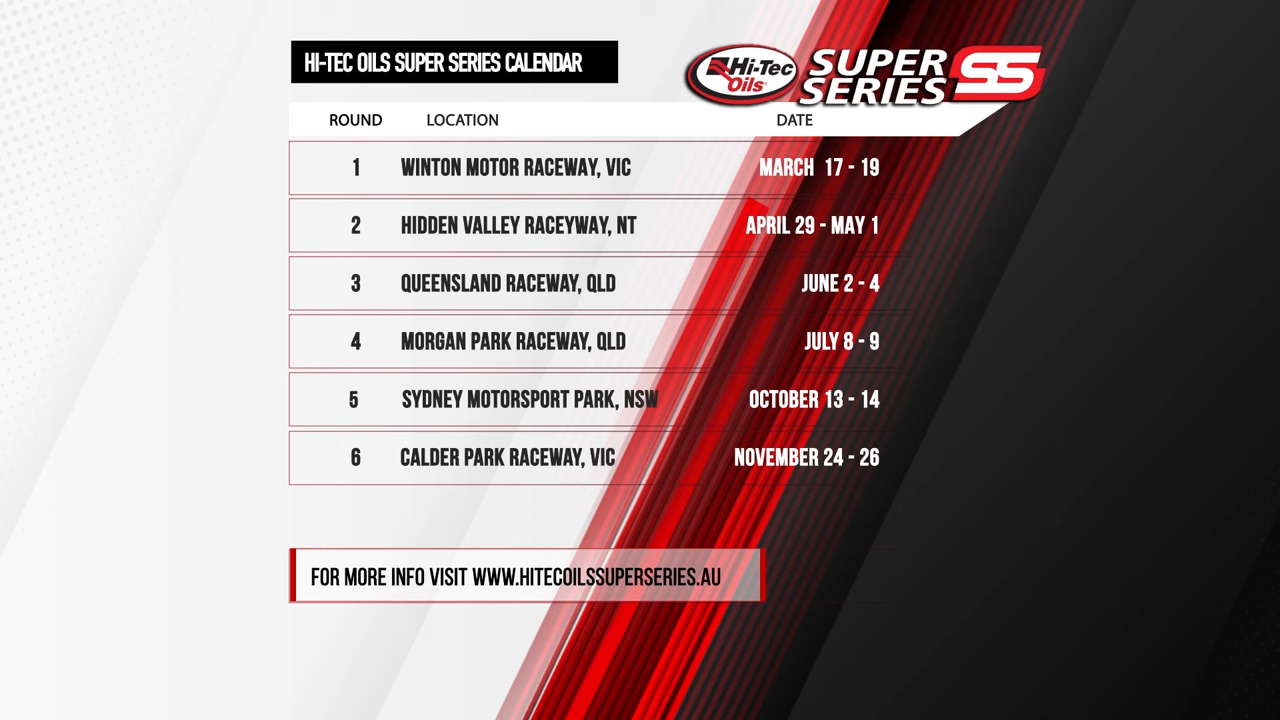 HI-TEC OILS SUPER SERIES CALENDAR
Hi-Tec Oils SUPER SERIES SS
ROUND LOCATION DATE
1 WINTON MOTOR RACEWAY, VIC MARCH 17 - 19
2 HIDDEN VALLEY RACEYWAY, NT APRIL 29 - MAY 1
3 QUEENSLAND RACEWAY, QLD JUNE 2 - 4
4 MORGAN PARK RACEWAY, QLD JULY 8 - 9
5 SYDNEY MOTORSPORT PARK, NSW OCTOBER 13 - 14
6 CALDER PARK RACEWAY, VIC NOVEMBER 24 - 26
FOR MORE INFO VISIT WWW.HITECOILSSUPERSERIES.AU